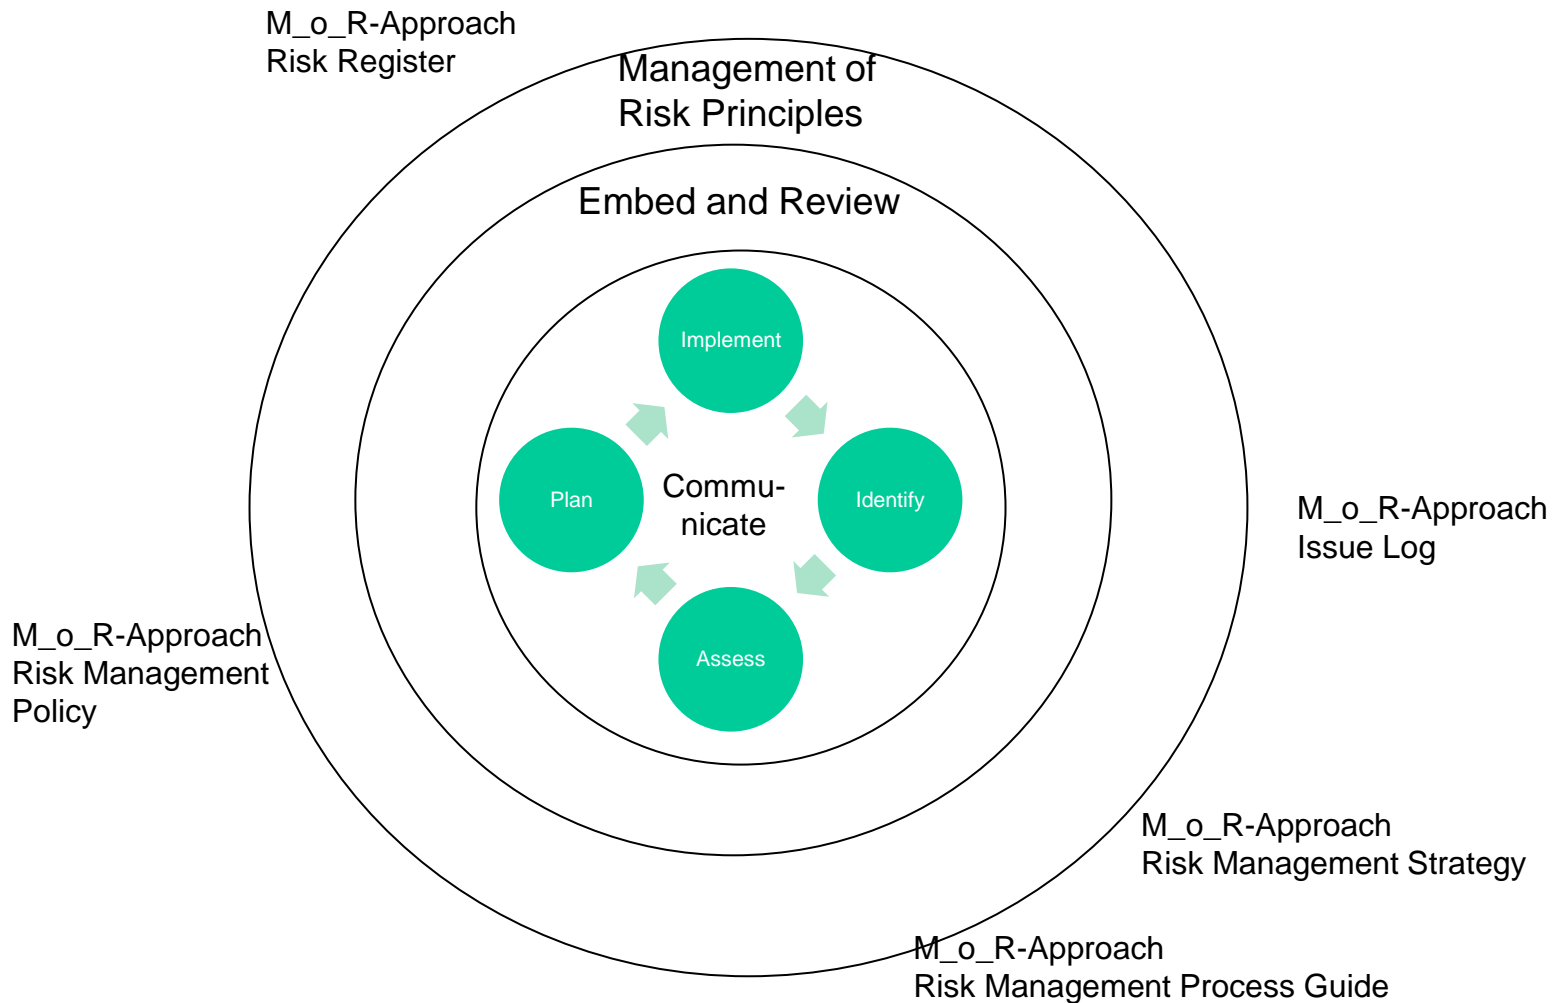 M_o_R-Approach
Risk Register
Management of
Risk Principles
Embed and Review
Implement
Plan
Commu-
nicate
Identify
M_o_R-Approach
Issue Log
M_o_R-Approach
Risk Management
Policy
Assess
M_o_R-Approach
Risk Management Strategy
M_o_R-Approach
Risk Management Process Guide